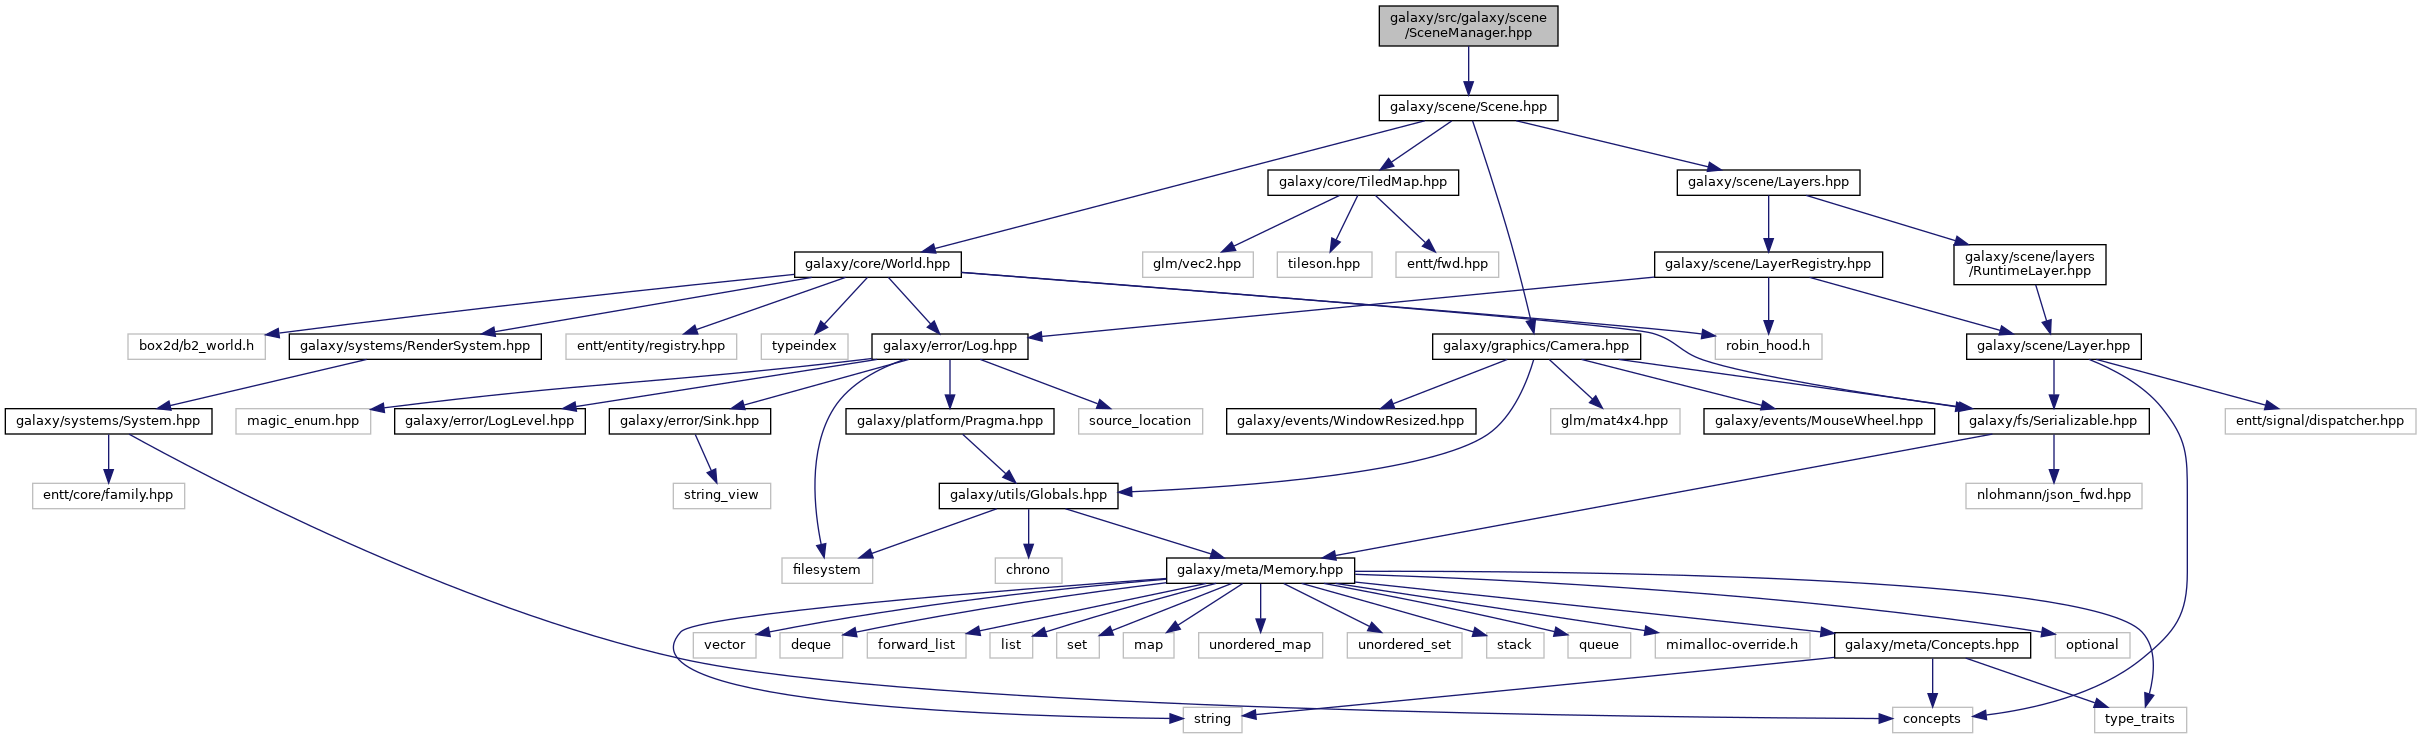 galaxy/src/galaxy/scene
/SceneManager.hpp
galaxy/scene/Scene.hpp
galaxy/core/TiledMap.hpp
galaxy/scene/Layers.hpp
galaxy/core/World.hpp
glm/vec2.hpp
tileson.hpp
entt/fwd.hpp
galaxy/scene/LayerRegistry.hpp
galaxy/scene/layers
/RuntimeLayer.hpp
box2d/b2_world.h
galaxy/systems/RenderSystem.hpp
entt/entity/registry.hpp
typeindex
galaxy/error/Log.hpp
galaxy/graphics/Camera.hpp
robin_hood.h
galaxy/scene/Layer.hpp
galaxy/systems/System.hpp
magic_enum.hpp
galaxy/error/LogLevel.hpp
galaxy/error/Sink.hpp
galaxy/platform/Pragma.hpp
source_location
galaxy/events/WindowResized.hpp
glm/mat4x4.hpp
galaxy/events/MouseWheel.hpp
galaxy/fs/Serializable.hpp
entt/signal/dispatcher.hpp
entt/core/family.hpp
string_view
galaxy/utils/Globals.hpp
nlohmann/json_fwd.hpp
filesystem
chrono
galaxy/meta/Memory.hpp
vector
deque
forward_list
list
set
map
unordered_map
unordered_set
stack
queue
mimalloc-override.h
galaxy/meta/Concepts.hpp
optional
string
concepts
type_traits